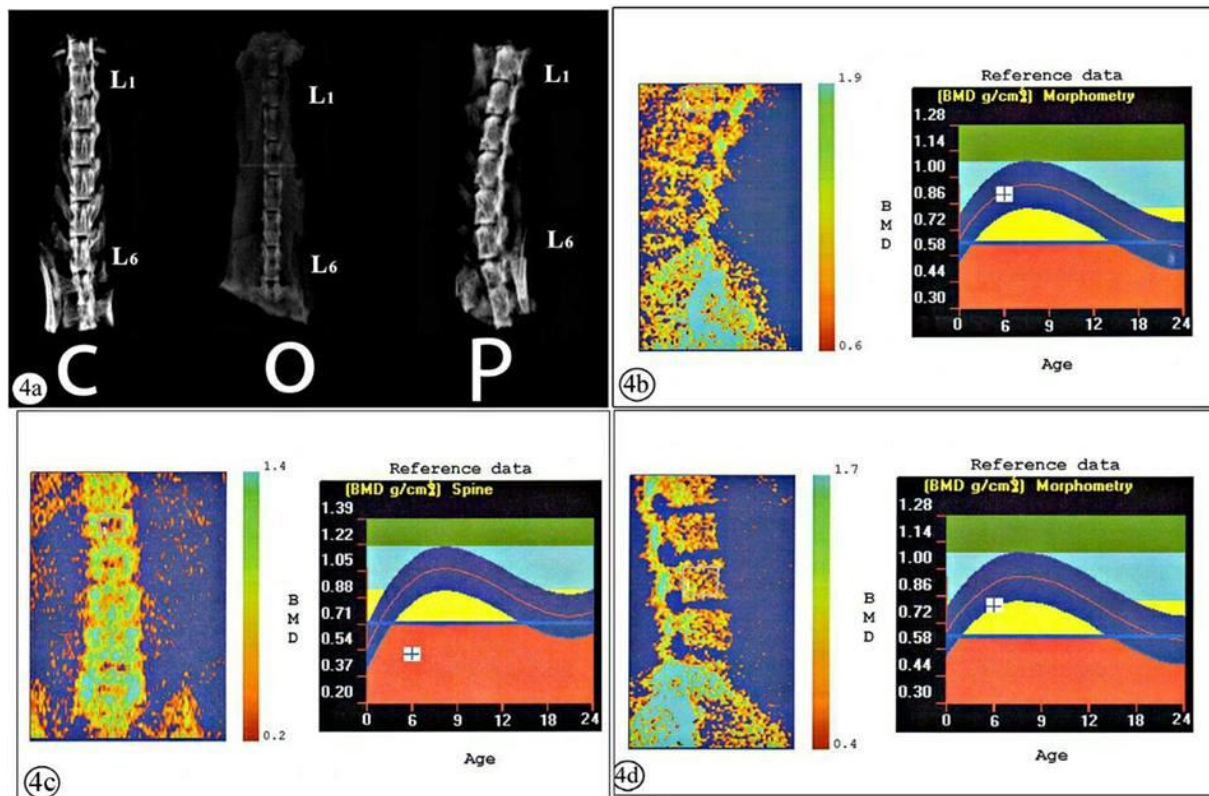 L1
L1
L1
L6
L6
L6
C
O
P
4a
1.9
0.6
Reference data
(BMD g/cm²) Morphometry
1.28
1.14
1.00
0.86
0.72
0.58
0.44
0.30
B
M
D
0 6 9 12 18 24
Age
4b
1.4
0.2
Reference data
(BMD g/cm²) Spine
1.39
1.22
1.05
0.88
0.71
0.54
0.37
0.20
B
M
D
0 6 9 12 18 24
Age
4c
1.7
0.4
Reference data
(BMD g/cm²) Morphometry
1.28
1.14
1.00
0.86
0.72
0.58
0.44
0.30
B
M
D
0 6 9 12 18 24
Age
4d